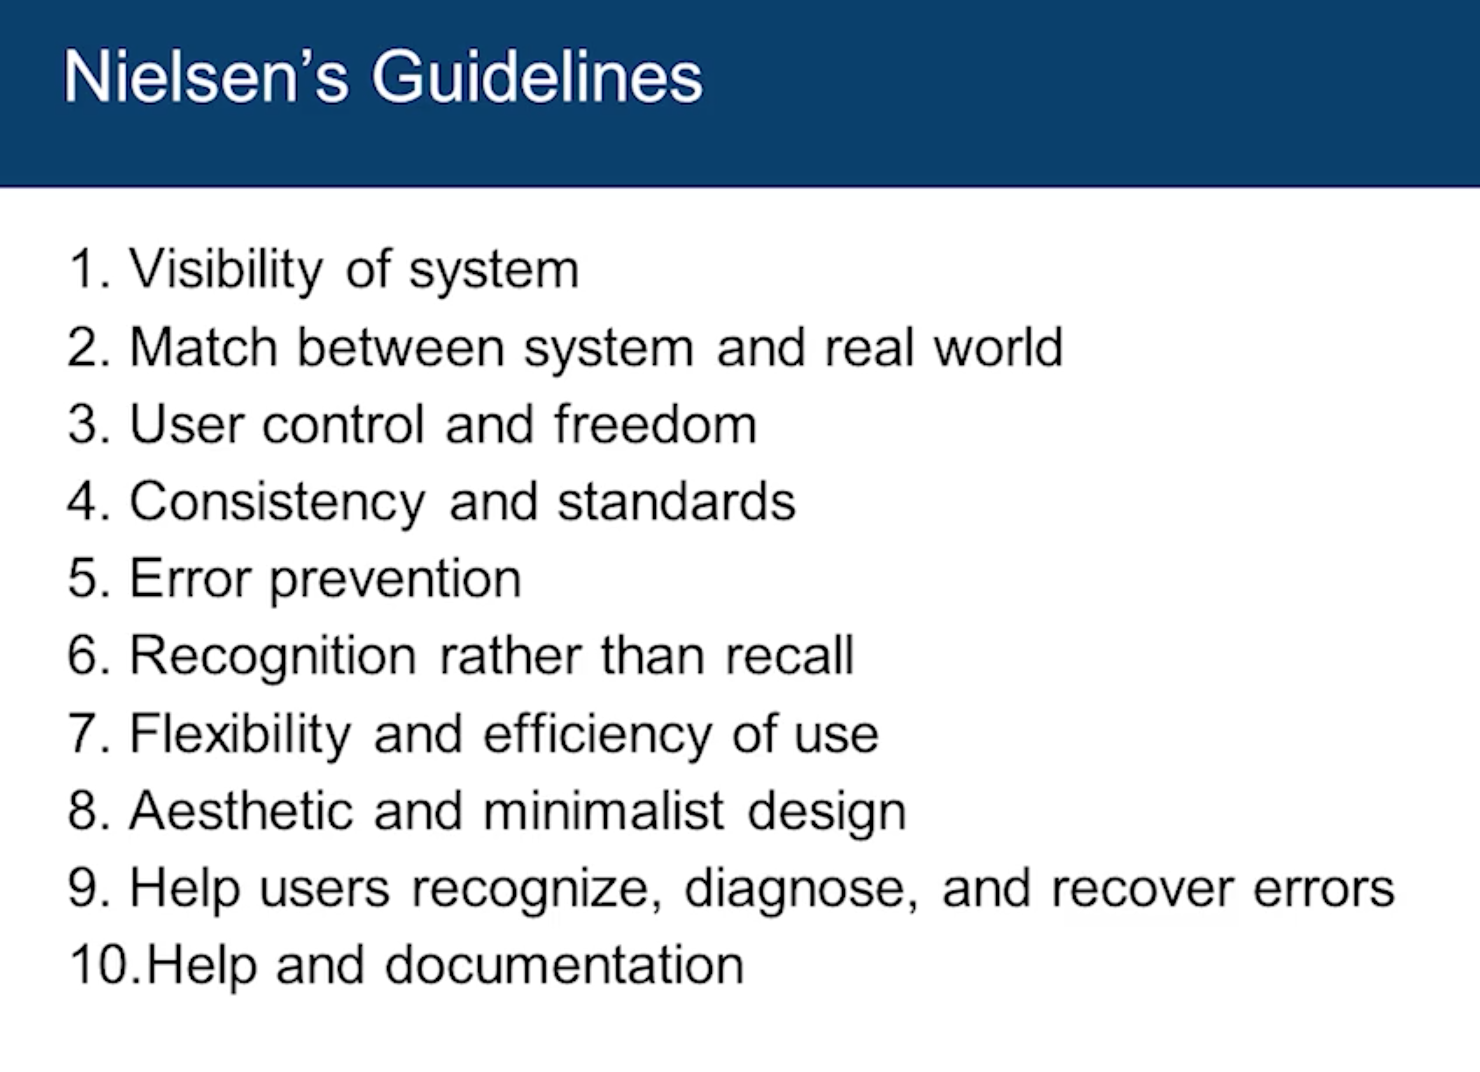 Nielsen’s Guidelines
1. Visibility of system
2. Match between system and real world
3. User control and freedom
4. Consistency and standards
5. Error prevention
6. Recognition rather than recall
7. Flexibility and efficiency of use
8. Aesthetic and minimalist design
9. Help users recognize, diagnose, and recover errors
10.Help and documentation